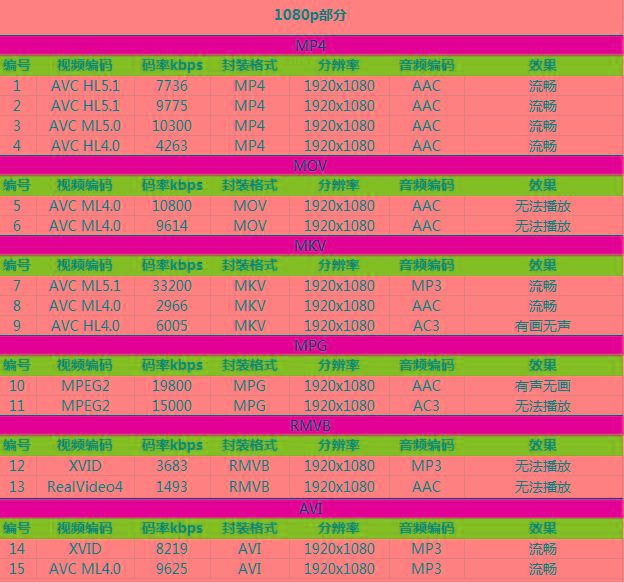 1080p部分
MP4
编号 视频编码 码率kbps 封装格式 分辨率 音频编码 效果
1 AVC HL5.1 7736 MP4 1920x1080 AAC 流畅
2 AVC HL5.1 9775 MP4 1920x1080 AAC 流畅
3 AVC ML5.0 10300 MP4 1920x1080 AAC 流畅
4 AVC HL4.0 4263 MP4 1920x1080 AAC 流畅
MOV
编号 视频编码 码率kbps 封装格式 分辨率 音频编码 效果
5 AVC ML4.0 10800 MOV 1920x1080 AAC 无法播放
6 AVC ML4.0 9614 MOV 1920x1080 AAC 无法播放
MKV
编号 视频编码 码率kbps 封装格式 分辨率 音频编码 效果
7 AVC ML5.1 33200 MKV 1920x1080 MP3 流畅
8 AVC ML4.0 2966 MKV 1920x1080 AAC 流畅
9 AVC HL4.0 6005 MKV 1920x1080 AC3 有画无声
MPG
编号 视频编码 码率kbps 封装格式 分辨率 音频编码 效果
10 MPEG2 19800 MPG 1920x1080 AAC 有声无画
11 MPEG2 15000 MPG 1920x1080 AC3 无法播放
RMVB
编号 视频编码 码率kbps 封装格式 分辨率 音频编码 效果
12 XVID 3683 RMVB 1920x1080 MP3 无法播放
13 RealVideo4 1493 RMVB 1920x1080 AAC 无法播放
AVI
编号 视频编码 码率kbps 封装格式 分辨率 音频编码 效果
14 XVID 8219 AVI 1920x1080 MP3 流畅
15 AVC ML4.0 9625 AVI 1920x1080 MP3 流畅